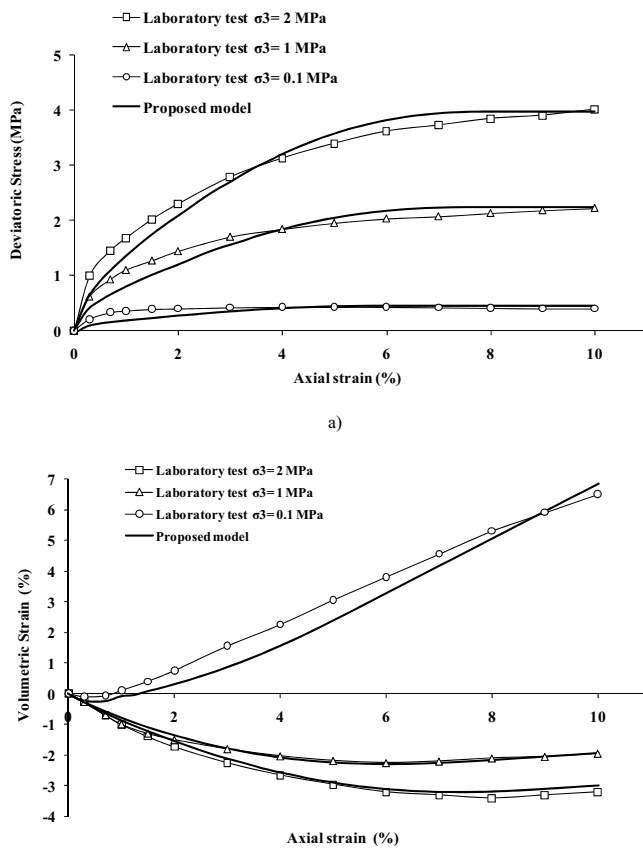 Laboratory test σ3= 2 MPa
Laboratory test σ3= 1 MPa
Laboratory test σ3= 0.1 MPa
Proposed model
5
4
3
2
1
0
Deviatoric Stress (MPa)
0 2 4 6 8 10
Axial strain (%)
a)
Laboratory test σ3= 2 MPa
Laboratory test σ3= 1 MPa
Laboratory test σ3= 0.1 MPa
Proposed model
7
6
5
4
3
2
1
0
-1
-2
-3
-4
Volumetric Strain (%)
0 2 4 6 8 10
Axial strain (%)